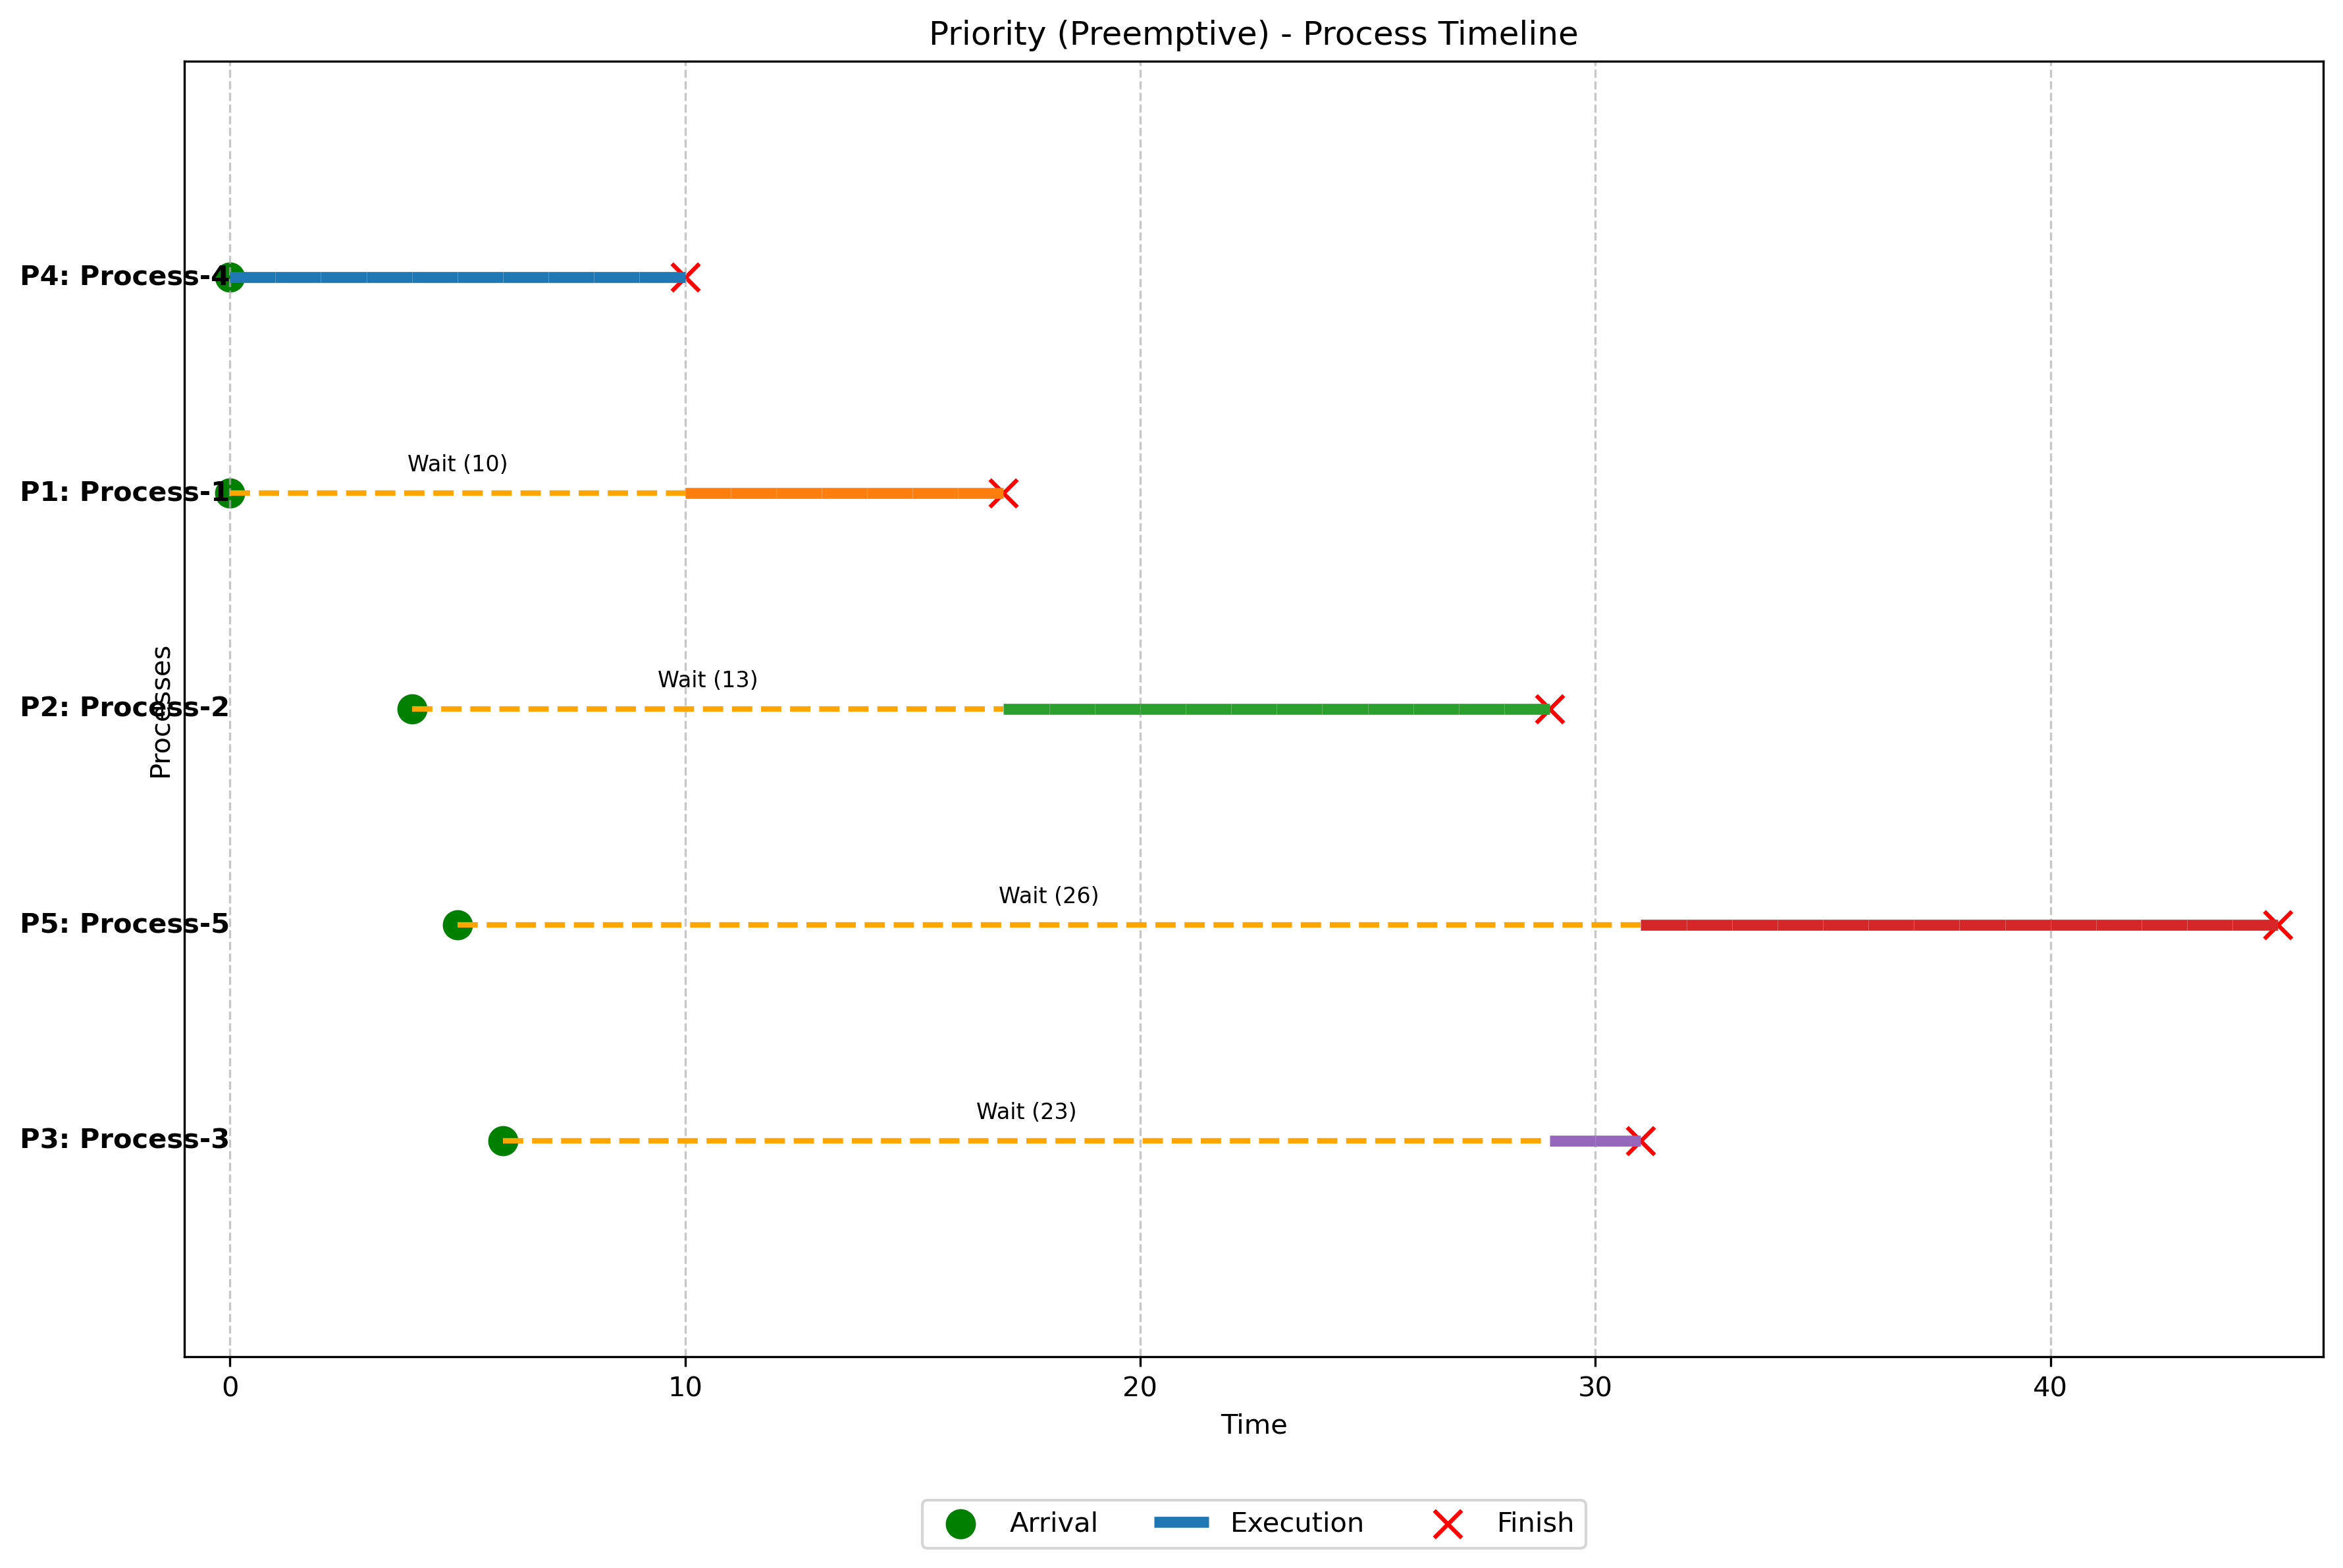 Priority (Preemptive) - Process Timeline
P4: Process-4
Wait (10)
P1: Process-1
Wait (13)
P2: Process-2
Processes
Wait (26)
P5: Process-5
Wait (23)
P3: Process-3
0 10 20 30 40
Time
Arrival Execution Finish